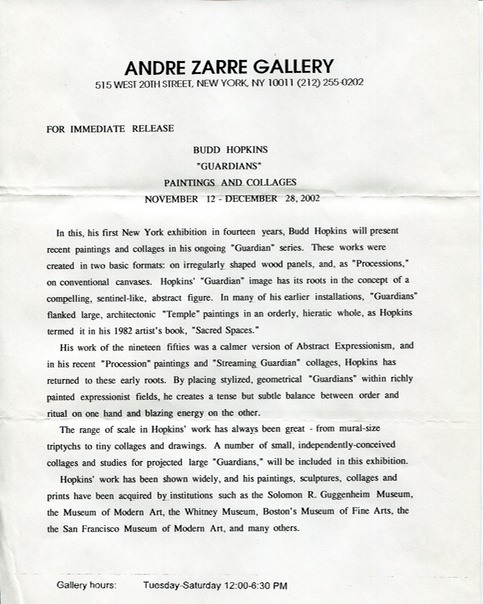 ANDRE ZARRE GALLERY
515 WEST 20TH STREET, NEW YORK, NY 10011 (212) 255-0202
FOR IMMEDIATE RELEASE
BUDD HOPKINS
"GUARDIANS"
PAINTINGS AND COLLAGES
NOVEMBER 12 - DECEMBER 28, 2002
In this, his first New York exhibition in fourteen years, Budd Hopkins will present
recent paintings and collages in his ongoing "Guardian" series. These works were
created in two basic formats: on irregularly shaped wood panels, and, as "Processions,"
on conventional canvases. Hopkins' "Guardian" image has its roots in the concept of a
compelling, sentinel-like, abstract figure. In many of his earlier installations, "Guardians"
flanked large, architectonic "Temple" paintings in an orderly, hieratic whole, as Hopkins
termed it in his 1982 artist's book, "Sacred Spaces."
His work of the nineteen fifties was a calmer version of Abstract Expressionism, and
in his recent "Procession" paintings and "Streaming Guardian" collages, Hopkins has
returned to these early roots. By placing stylized, geometrical "Guardians" within richly
painted expressionist fields, he creates a tense but subtle balance between order and
ritual on one hand and blazing energy on the other.
The range of scale in Hopkins' work has always been great - from mural-size
triptychs to tiny collages and drawings. A number of small, independently-conceived
collages and studies for projected large "Guardians," will be included in this exhibition.
Hopkins' work has been shown widely, and his paintings, sculptures, collages and
prints have been acquired by institutions such as the Solomon R. Guggenheim Museum,
the Museum of Modern Art, the Whitney Museum, Boston's Museum of Fine Arts, the
the San Francisco Museum of Modern Art, and many others.
Gallery hours: Tuesday-Saturday 12:00-6:30 PM